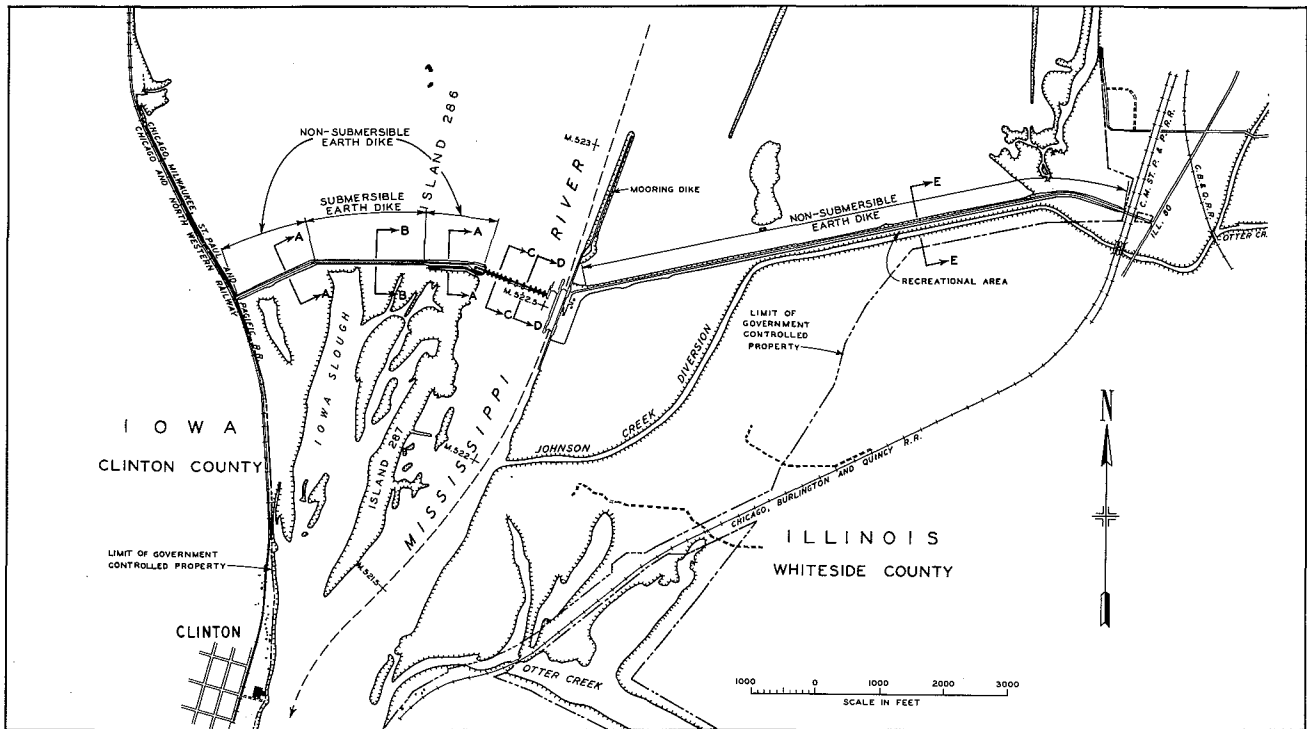 CHICAGO, MILWAUKEE, ST. PAUL AND PACIFIC R.R.
CHICAGO AND NORTH WESTERN RAILWAY
NON-SUBMERSIBLE
EARTH DIKE
SUBMERSIBLE
EARTH DIKE
ISLAND 286
A
A
B
B
A
A
C
C
D
D
M.523
MOORING DIKE
RIVER
M.522.5
NON-SUBMERSIBLE
EARTH DIKE
E
E
RECREATIONAL AREA
C.M. ST. P. & P. R.R.
ILL. 80
C.B. & Q. R.R.
COTTER CR.
LIMIT OF
GOVERNMENT
CONTROLLED
PROPERTY
IOWA SLOUGH
ISLAND 287
MISSISSIPPI
M.522
M.521.5
JOHNSON CREEK DIVERSION
IOWA
CLINTON COUNTY
CHICAGO, BURLINGTON AND QUINCY R.R.
ILLINOIS
WHITESIDE COUNTY
N
LIMIT OF GOVERNMENT
CONTROLLED PROPERTY
CLINTON
OTTER CREEK
1000 0 1000 2000 3000
SCALE IN FEET